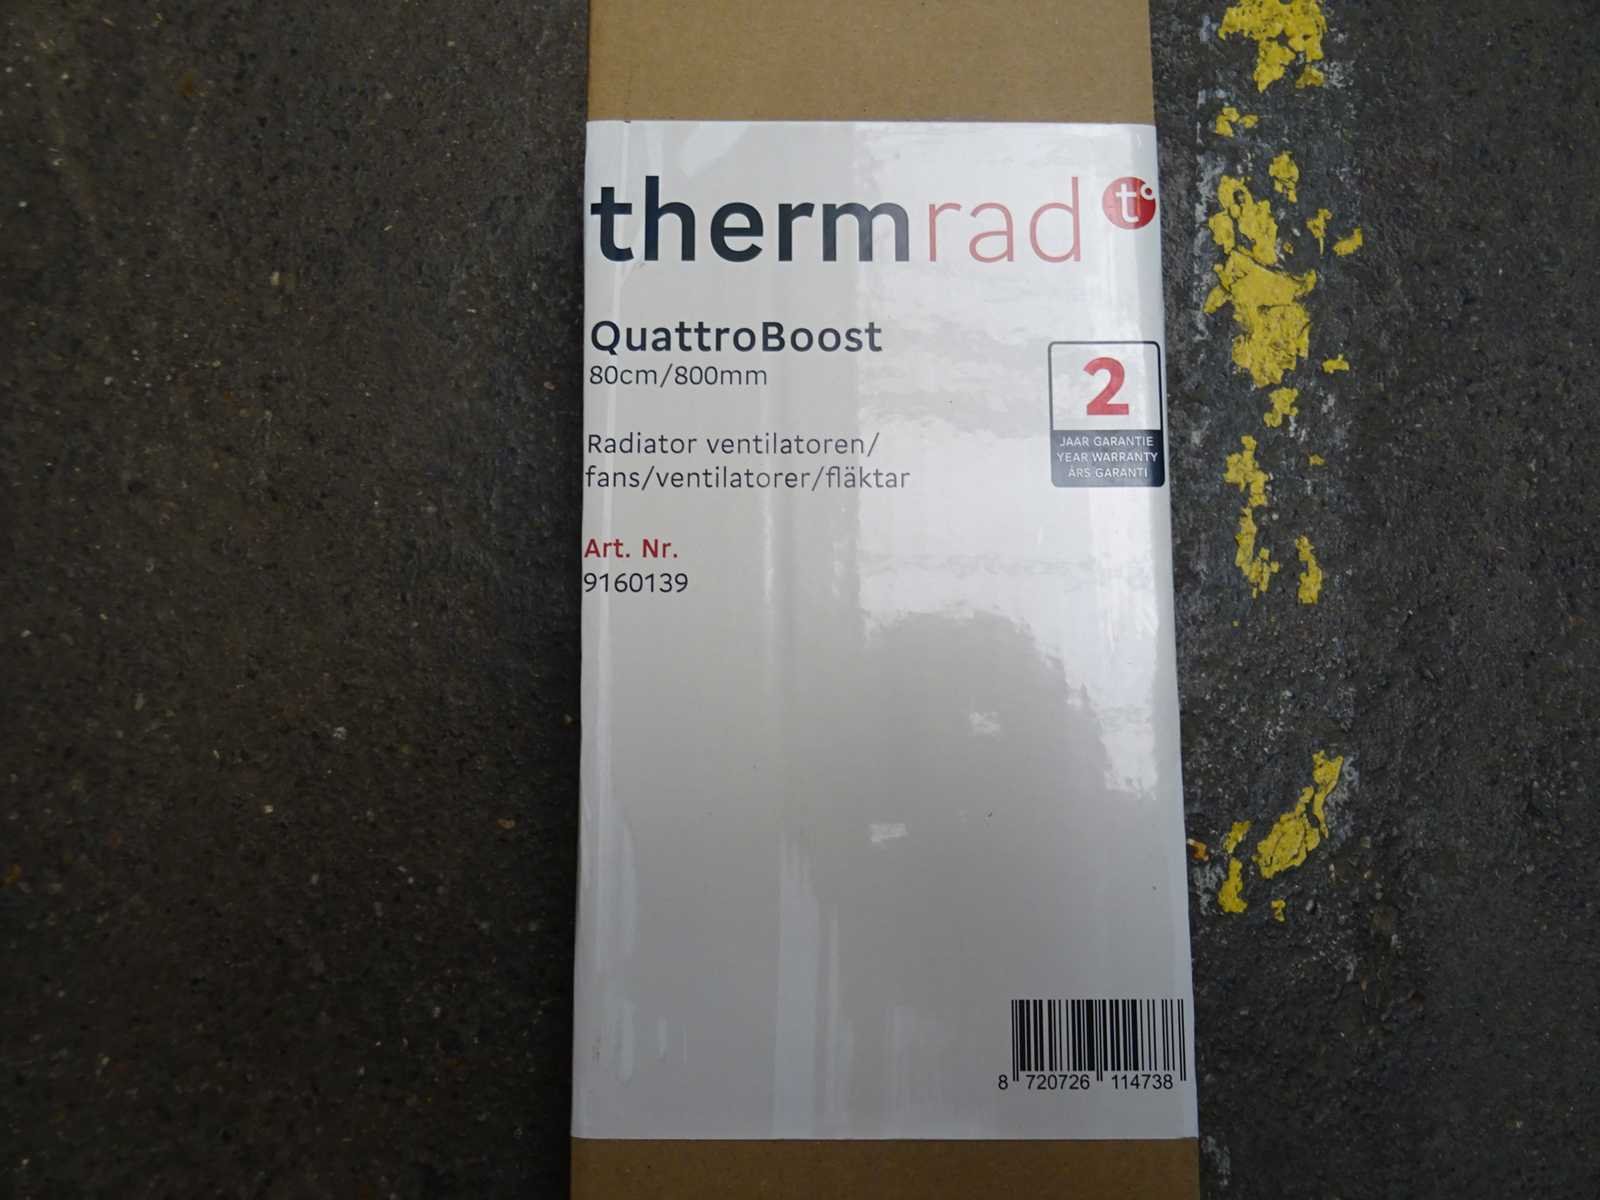 thermrad t°
QuattroBoost
80cm/800mm
2
JAAR GARANTIE
YEAR WARRANTY
ÅRS GARANTI
Radiator ventilatoren/
fans/ventilatorer/fläktar
Art. Nr.
9160139
8 720726 114738